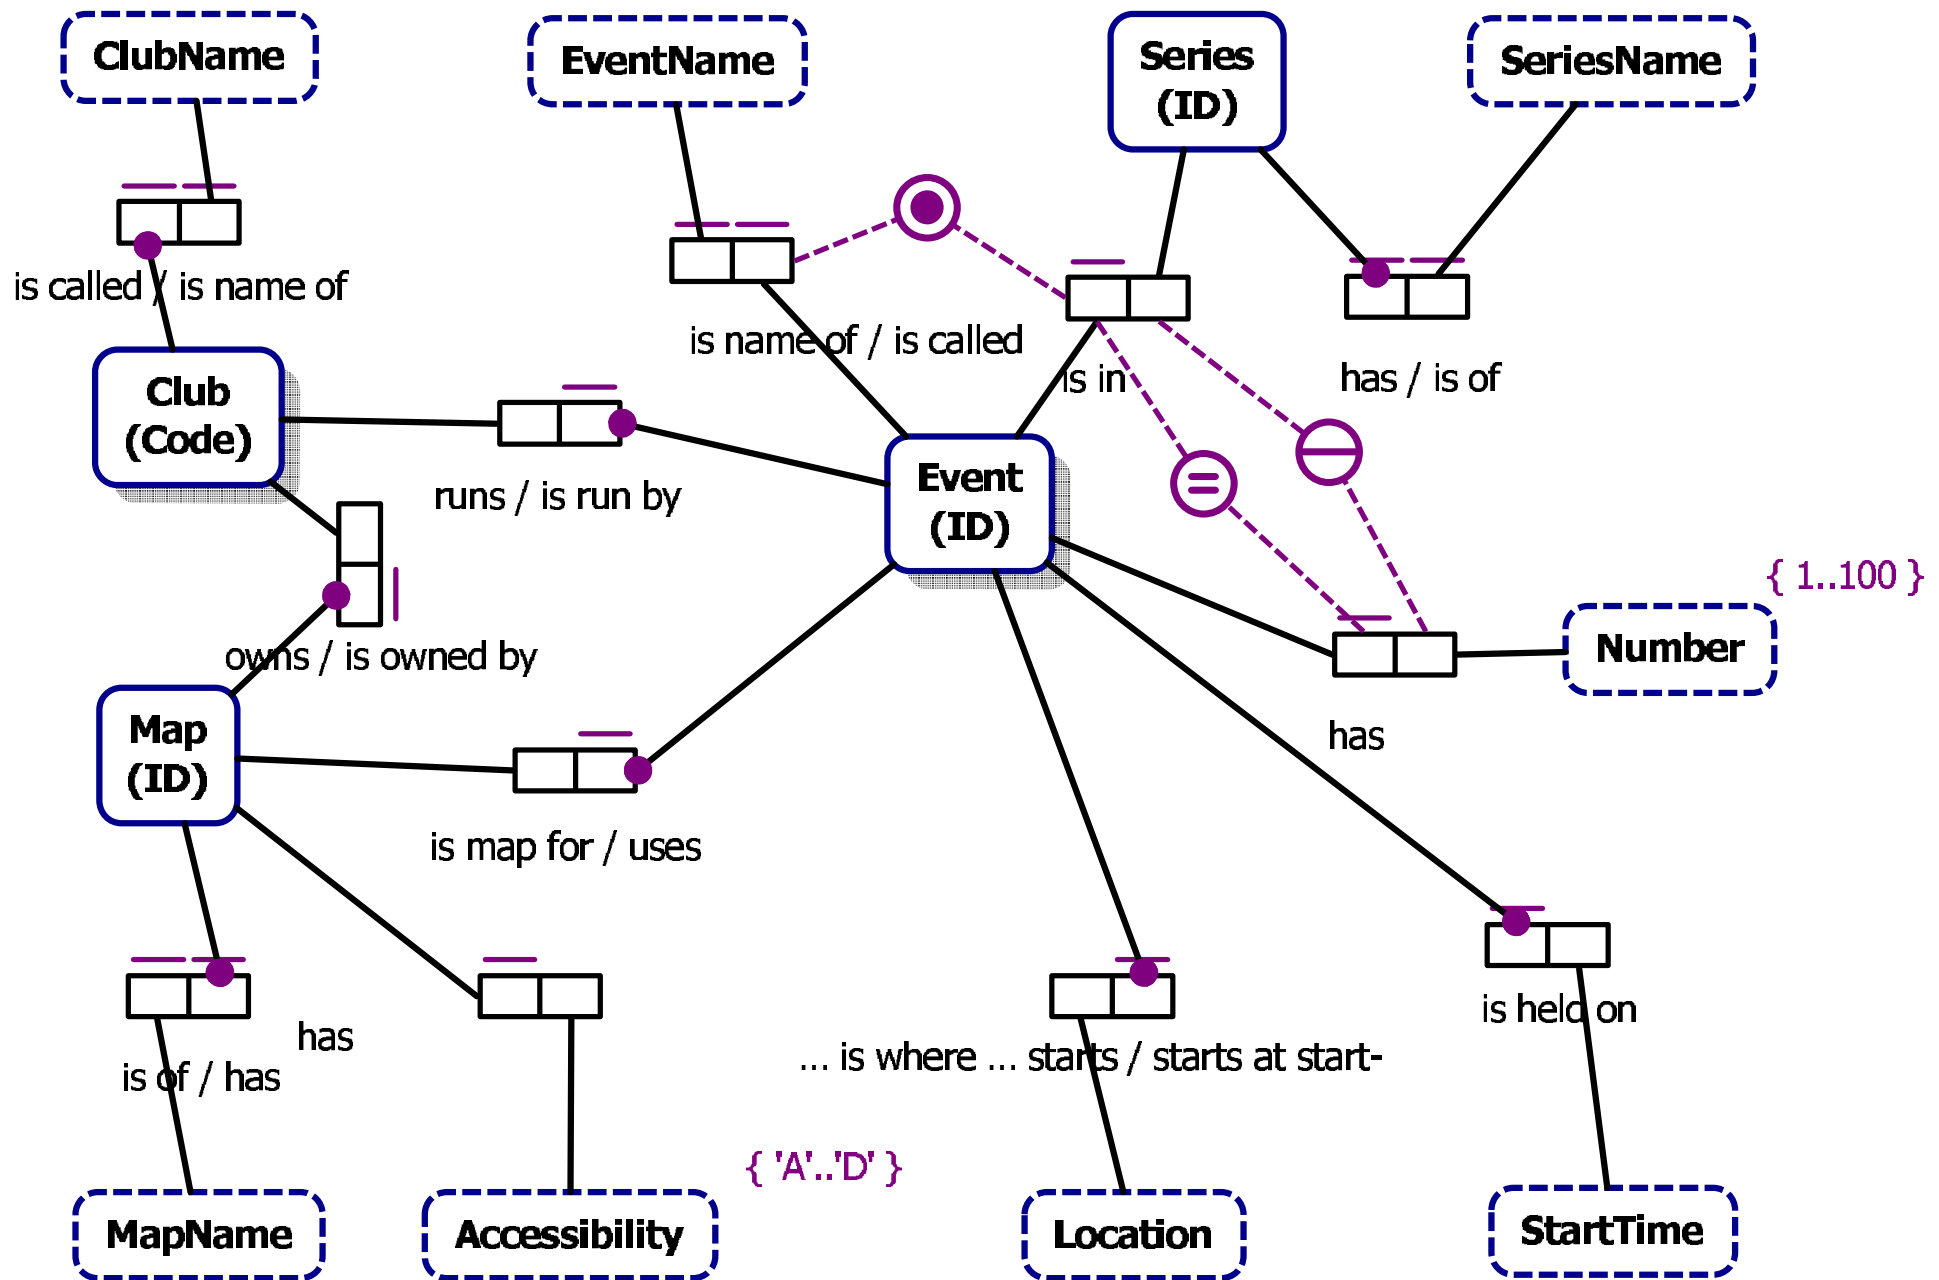 ClubName
EventName
Series
(ID)
SeriesName
is called / is name of
is name of / is called
is in
has / is of
Club
(Code)
runs / is run by
Event
(ID)
{ 1..100 }
Number
owns / is owned by
Map
(ID)
has
is map for / uses
is held on
has
is of / has
... is where ... starts / starts at start-
{ 'A'..'D' }
MapName
Accessibility
Location
StartTime